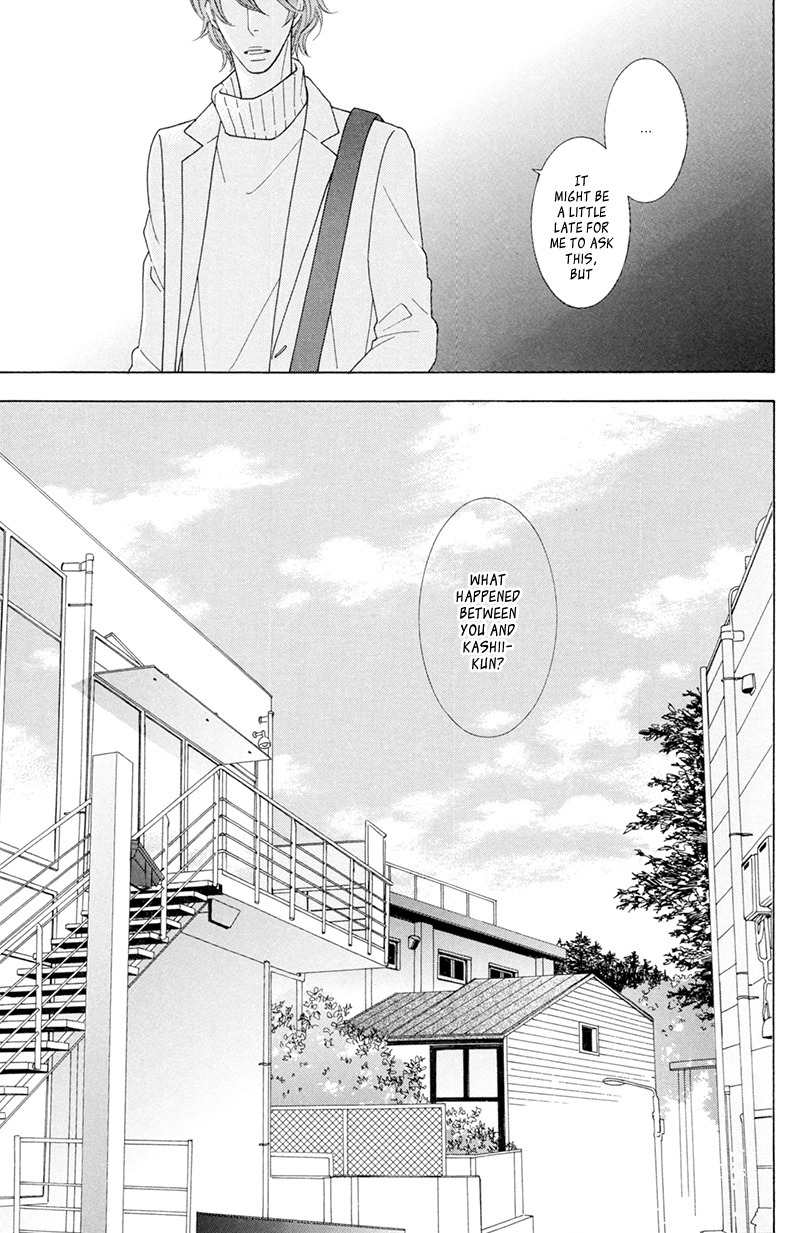 ...
IT
MIGHT BE
A LITTLE
LATE FOR
ME TO ASK
THIS,
BUT
WHAT
HAPPENED
BETWEEN
YOU AND
KASHII-
KUN?